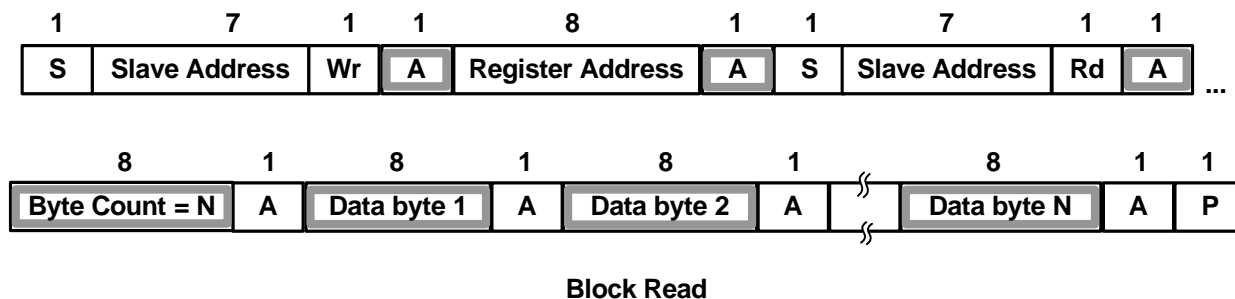 1 7 1 1 8 1 1 7 1 1
S Slave Address Wr A Register Address A S Slave Address Rd A ...
8 1 8 1 8 1 8 1 1
Byte Count = N A Data byte 1 A Data byte 2 A Data byte N A P
Block Read